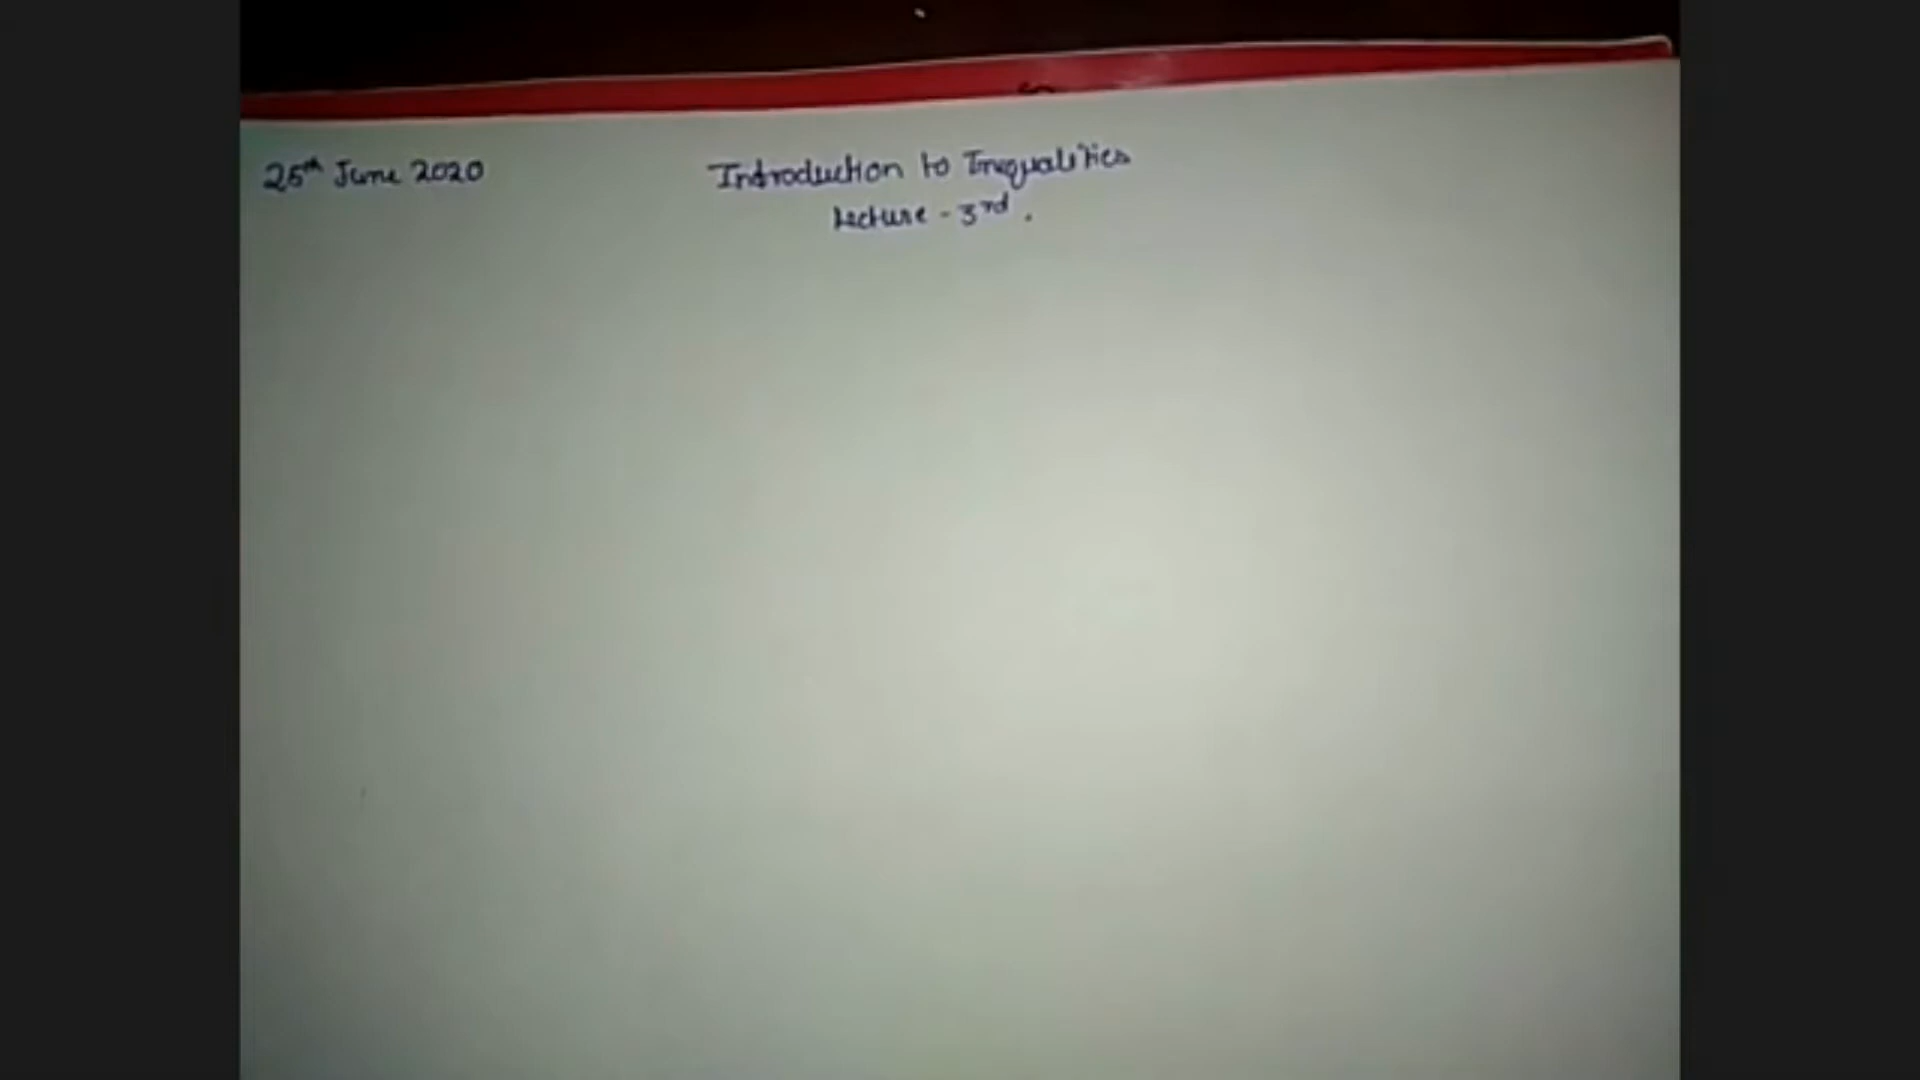 25th June 2020
Introduction to Inequalities
Lecture - 3rd .